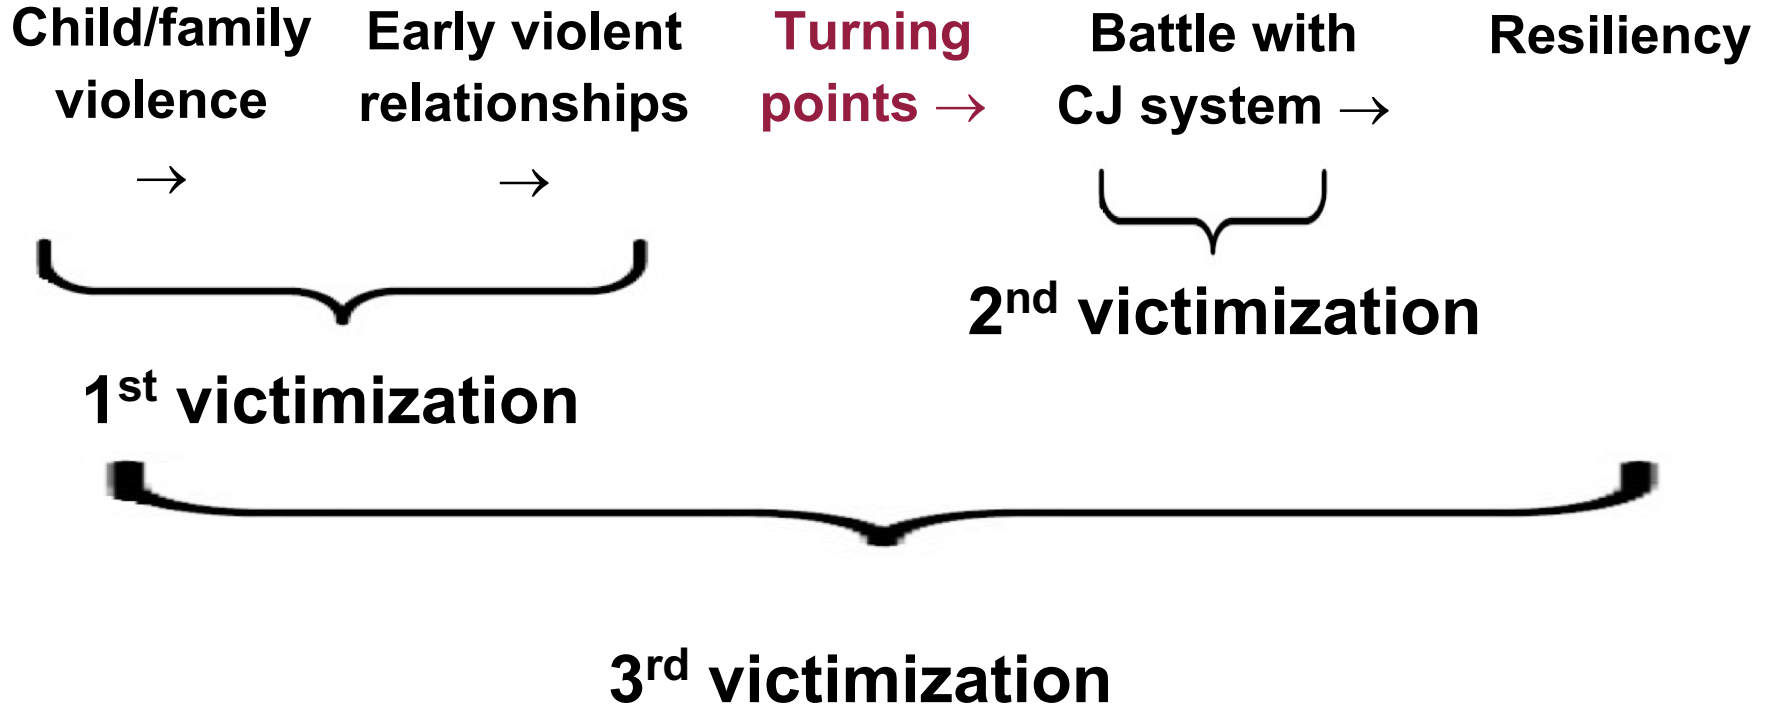 Child/family
violence
→
Early violent
relationships
→
Turning
points →
Battle with
CJ system →
Resiliency
1st victimization
2nd victimization
3rd victimization